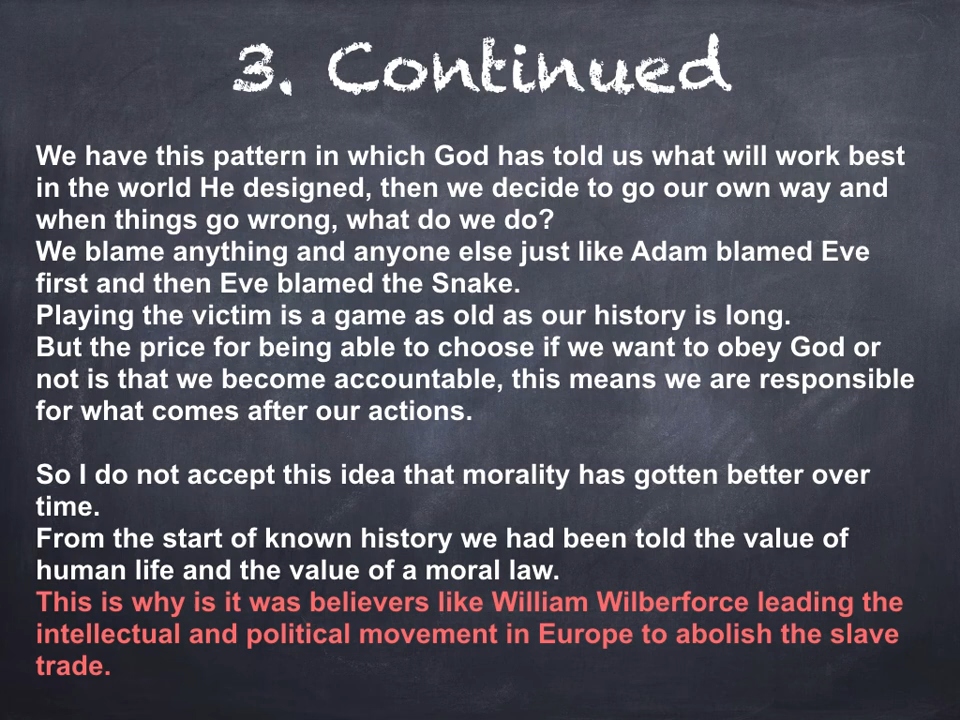 3. Continued
We have this pattern in which God has told us what will work best
in the world He designed, then we decide to go our own way and
when things go wrong, what do we do?
We blame anything and anyone else just like Adam blamed Eve
first and then Eve blamed the Snake.
Playing the victim is a game as old as our history is long.
But the price for being able to choose if we want to obey God or
not is that we become accountable, this means we are responsible
for what comes after our actions.
So I do not accept this idea that morality has gotten better over
time.
From the start of known history we had been told the value of
human life and the value of a moral law.
This is why is it was believers like William Wilberforce leading the
intellectual and political movement in Europe to abolish the slave
trade.